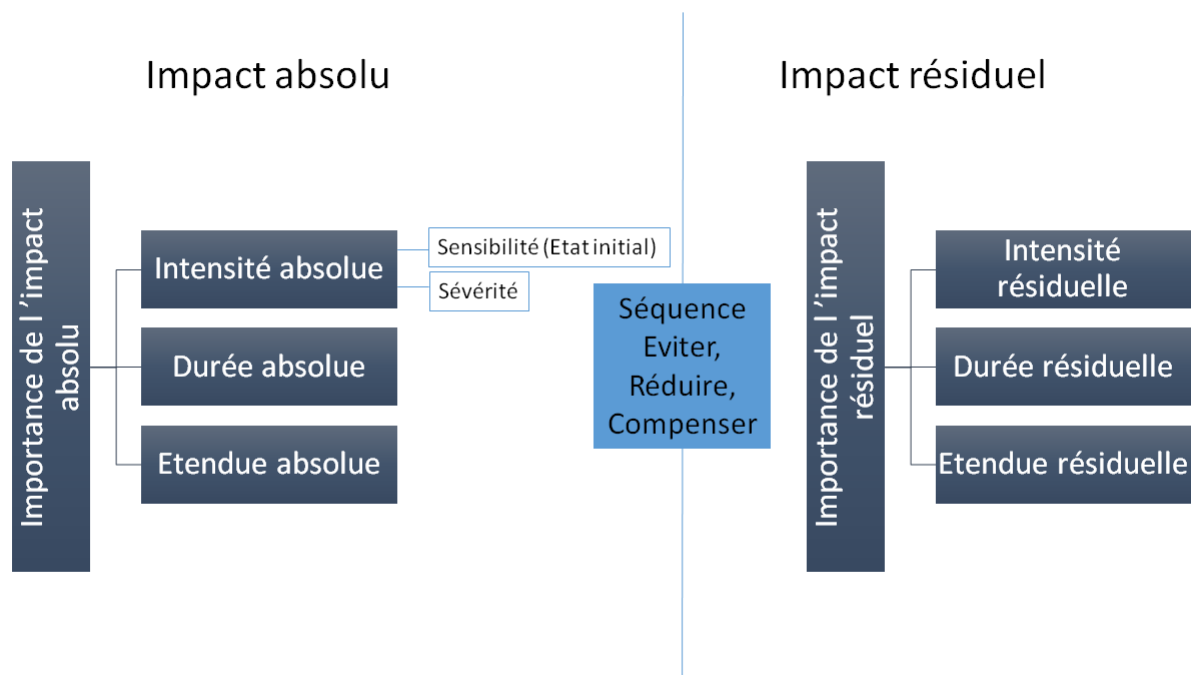 Impact absolu
Impact résiduel
Importance de l ’impact
absolu
Intensité absolue
Sensibilité (Etat initial)
Sévérité
Durée absolue
Etendue absolue
Séquence
Eviter,
Réduire,
Compenser
Importance de l ’impact
résiduel
Intensité
résiduelle
Durée résiduelle
Etendue résiduelle